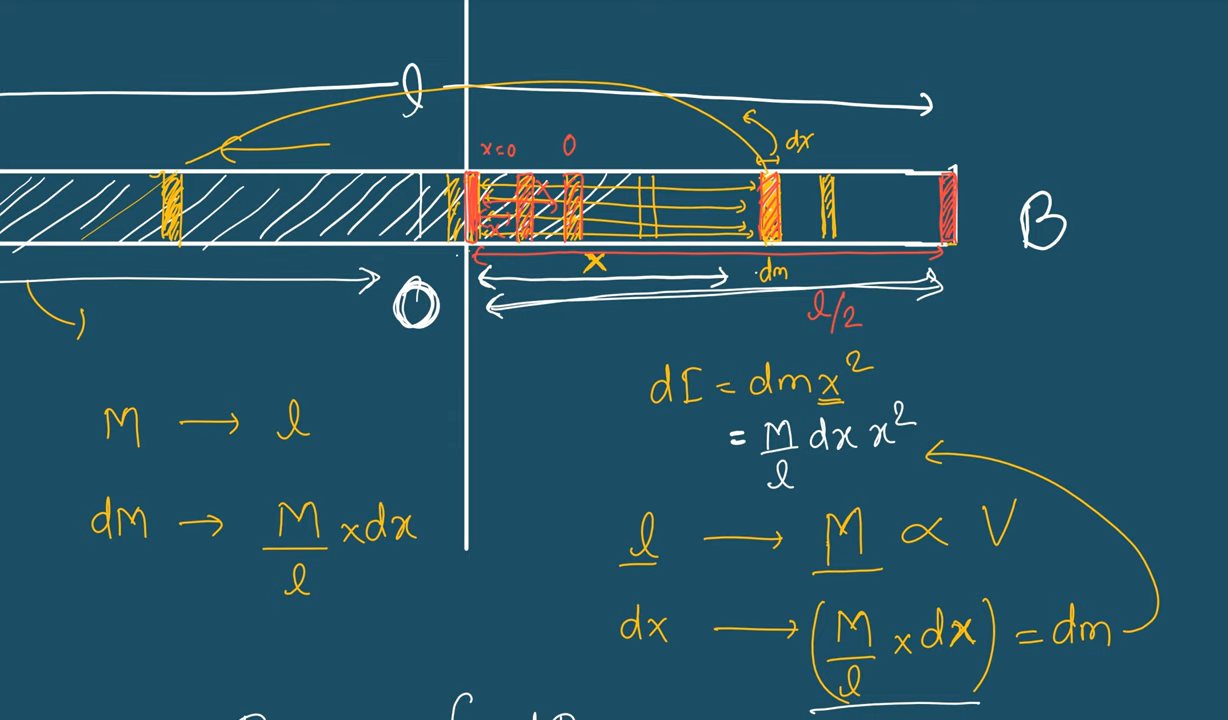 l
dx
x=0 0
x
x
B
x
dm
O
l/2
dI = dm x²
M → l
= M/l dx x²
dM → M/l × dx
l → M ∝ V
dx → (M/l × dx) = dm